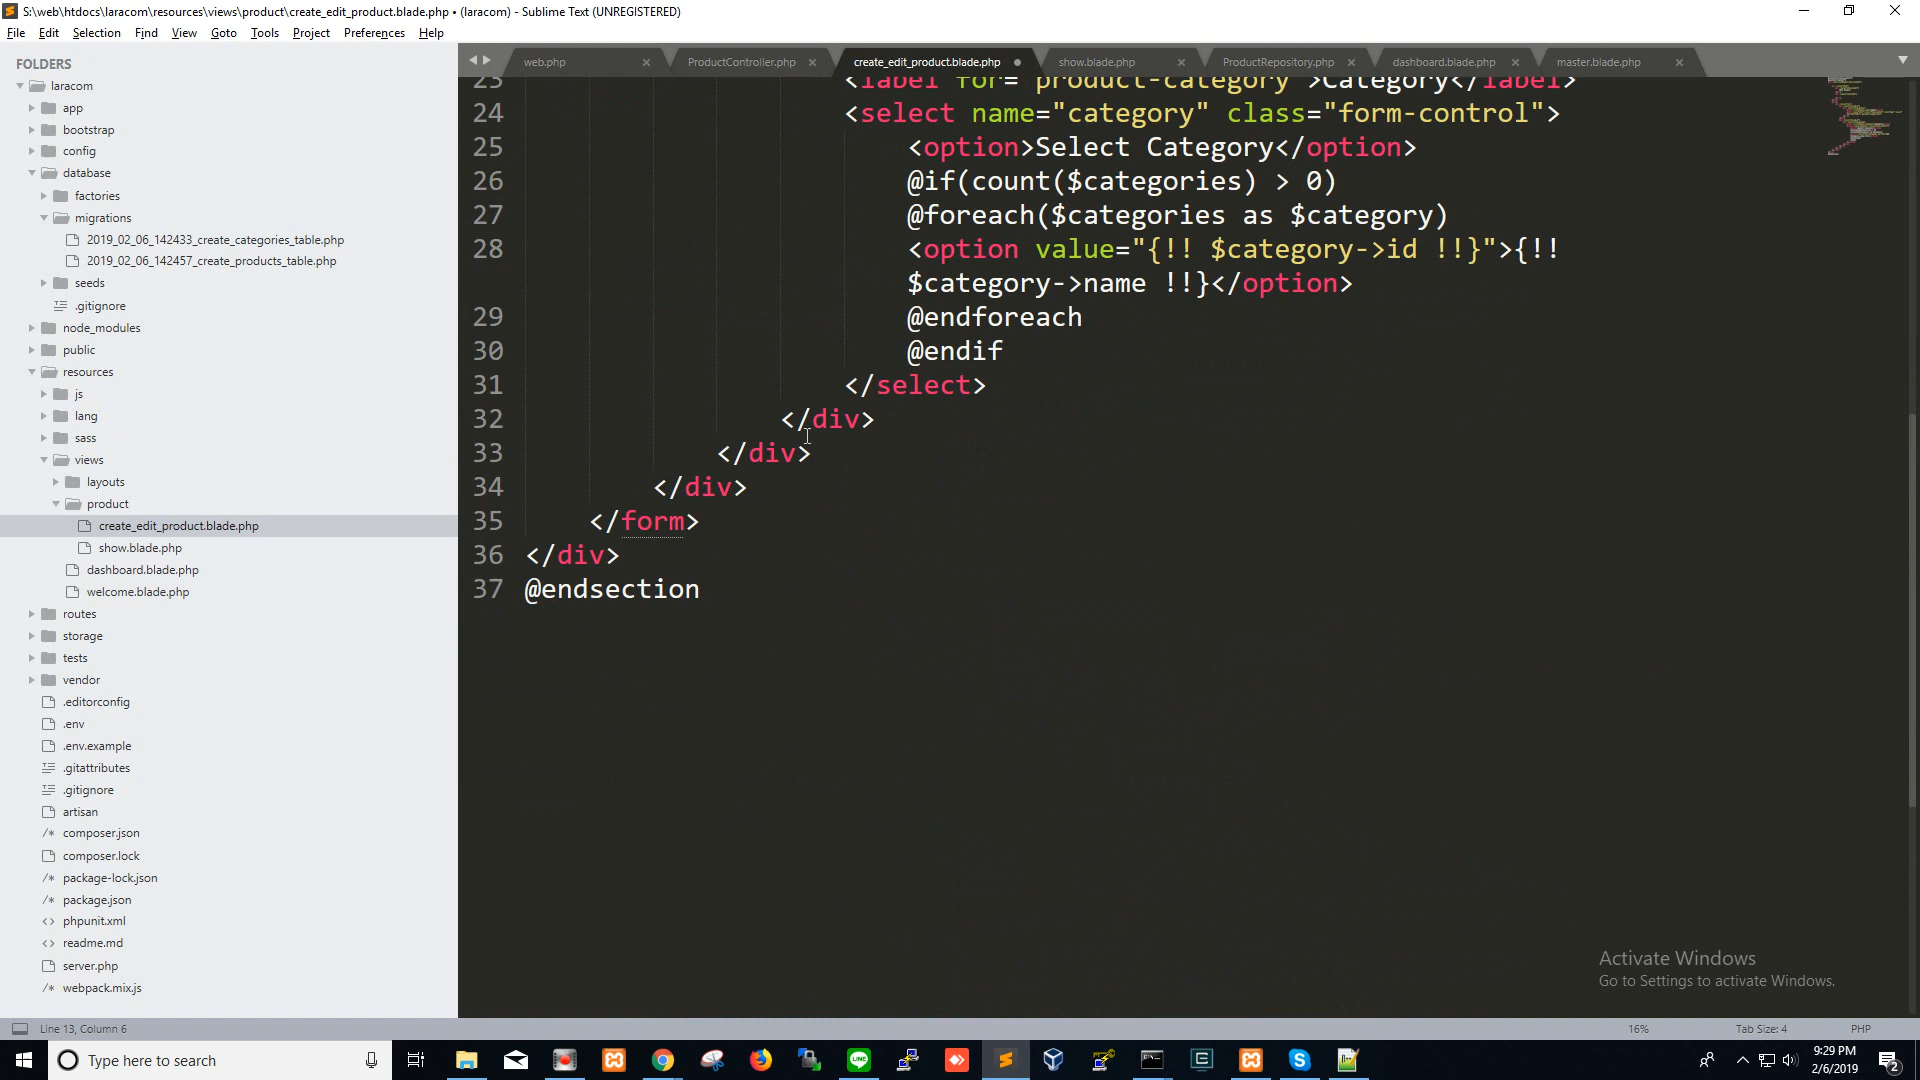 S:\web\htdocs\laracom\resources\views\product\create_edit_product.blade.php • (laracom) - Sublime Text (UNREGISTERED)
File Edit Selection Find View Goto Tools Project Preferences Help
FOLDERS
laracom
app
bootstrap
config
database
factories
migrations
2019_02_06_142433_create_categories_table.php
2019_02_06_142457_create_products_table.php
seeds
.gitignore
node_modules
public
resources
js
lang
sass
views
layouts
product
create_edit_product.blade.php
show.blade.php
dashboard.blade.php
welcome.blade.php
routes
storage
tests
vendor
.editorconfig
.env
.env.example
.gitattributes
.gitignore
artisan
composer.json
composer.lock
package-lock.json
package.json
phpunit.xml
readme.md
server.php
webpack.mix.js
web.php ProductController.php create_edit_product.blade.php show.blade.php ProductRepository.php dashboard.blade.php master.blade.php
23 <label for="product-category">Category</label>
24 <select name="category" class="form-control">
25 <option>Select Category</option>
26 @if(count($categories) > 0)
27 @foreach($categories as $category)
28 <option value="{!! $category->id !!}">{!!
$category->name !!}</option>
29 @endforeach
30 @endif
31 </select>
32 </div>
33 </div>
34 </div>
35 </form>
36 </div>
37 @endsection
Activate Windows
Go to Settings to activate Windows.
Line 13, Column 6 16% Tab Size: 4 PHP
Type here to search
9:29 PM
2/6/2019
2